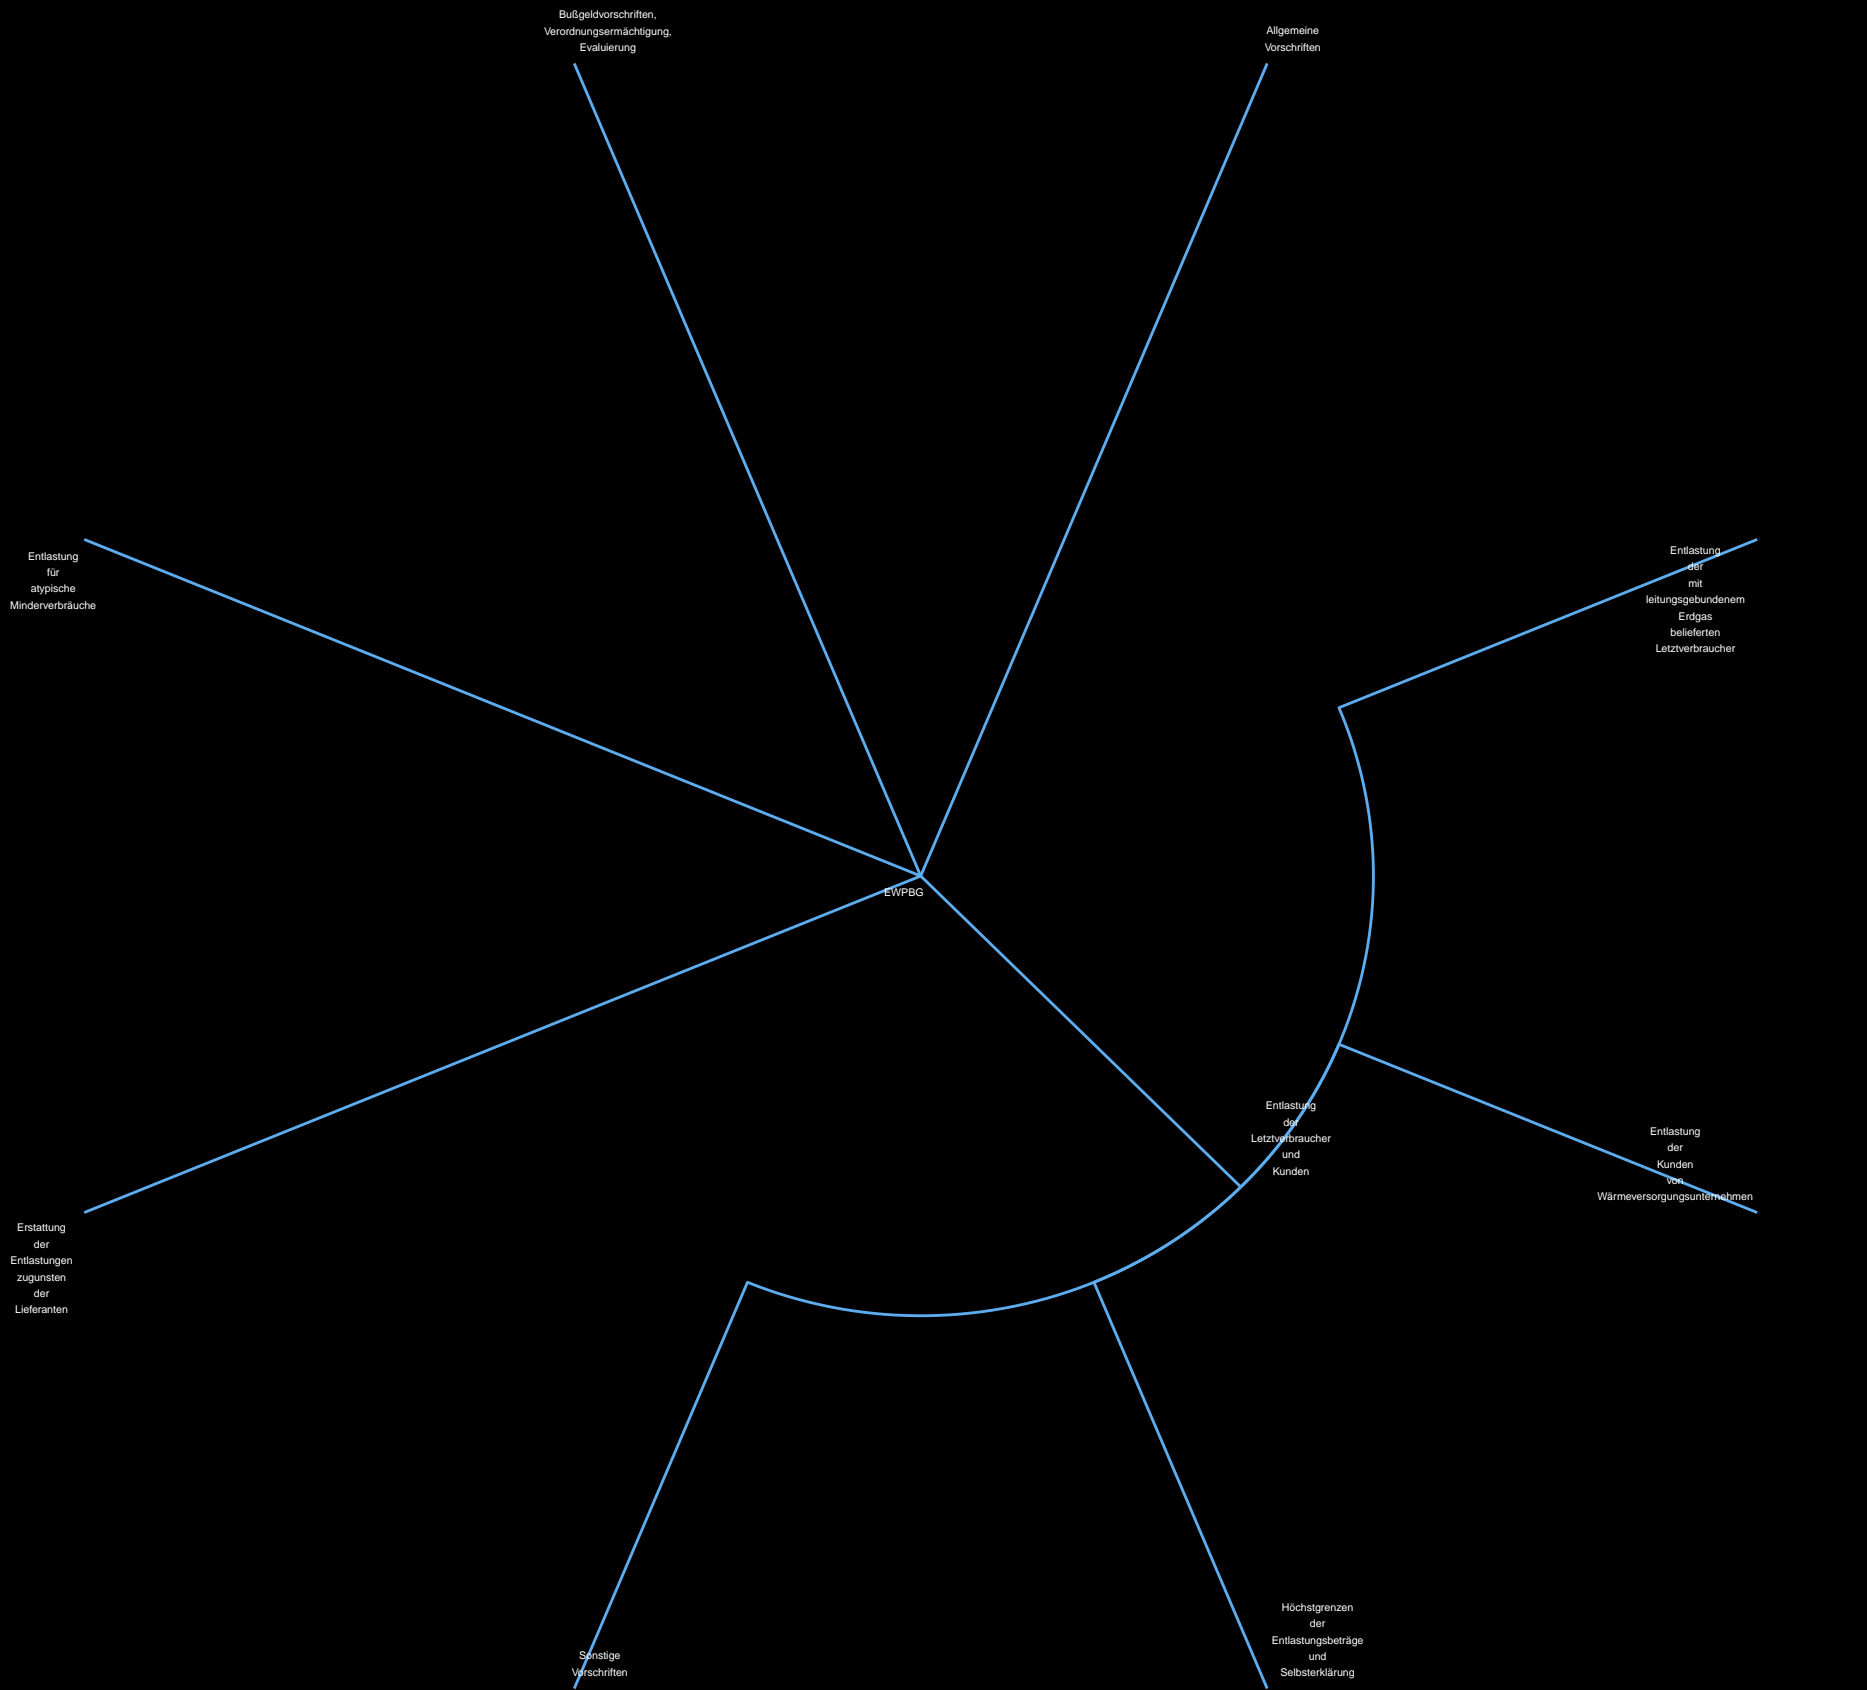 Bußgeldvorschriften,
Verordnungsermächtigung,
Evaluierung
Allgemeine
Vorschriften
Entlastung
für
atypische
Minderverbräuche
Entlastung
der
mit
leitungsgebundenem
Erdgas
belieferten
Letztverbraucher
EWPBG
Entlastung
der
Letztverbraucher
und
Kunden
Entlastung
der
Kunden
von
Wärmeversorgungsunternehmen
Erstattung
der
Entlastungen
zugunsten
der
Lieferanten
Sonstige
Vorschriften
Höchstgrenzen
der
Entlastungsbeträge
und
Selbsterklärung